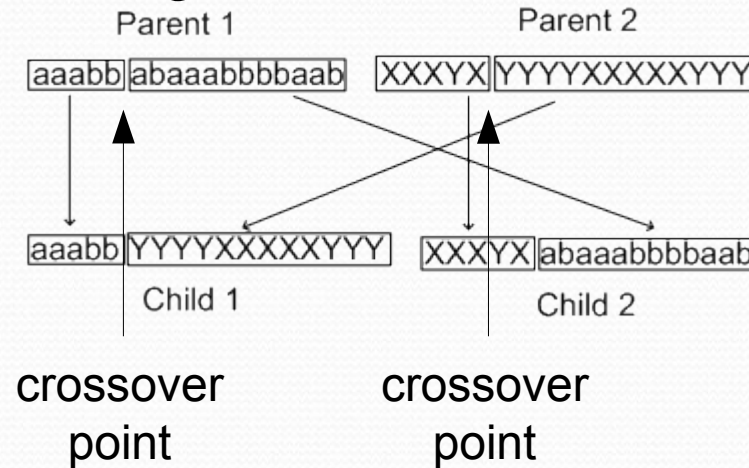 Parent 1
Parent 2
aaabb abaaabbbbaab
XXXYX YYYYXXXXXYYY
aaabb YYYYXXXXXYYY
XXXYX abaaabbbbaab
Child 1
Child 2
crossover
point
crossover
point